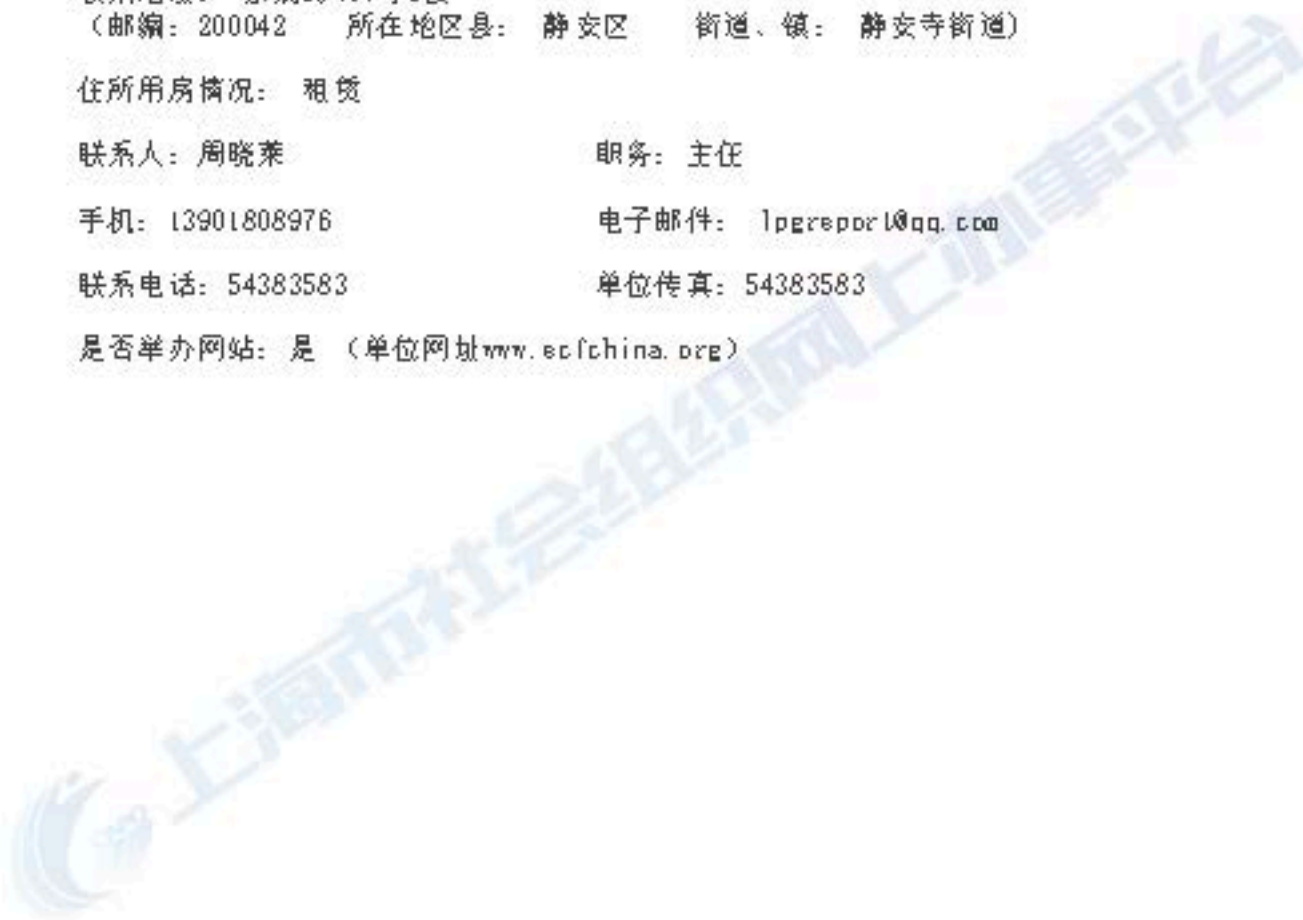 （邮编：200042 所在地区县： 静安区 街道、镇： 静安寺街道）
住所用房情况： 租赁
联系人：周晓莱 职务：主任
手机：13901808976 电子邮件： lpgreport@qq.com
联系电话：54383583 单位传真：54383583
是否举办网站：是 （单位网址www.ecfchina.org）
上海市社会组织网上办事平台